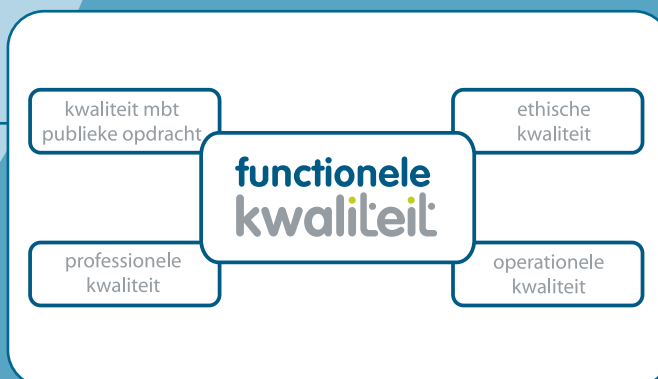 kwaliteit mbt
publieke opdracht
ethische
kwaliteit
functionele
kwaliteit
professionele
kwaliteit
operationele
kwaliteit